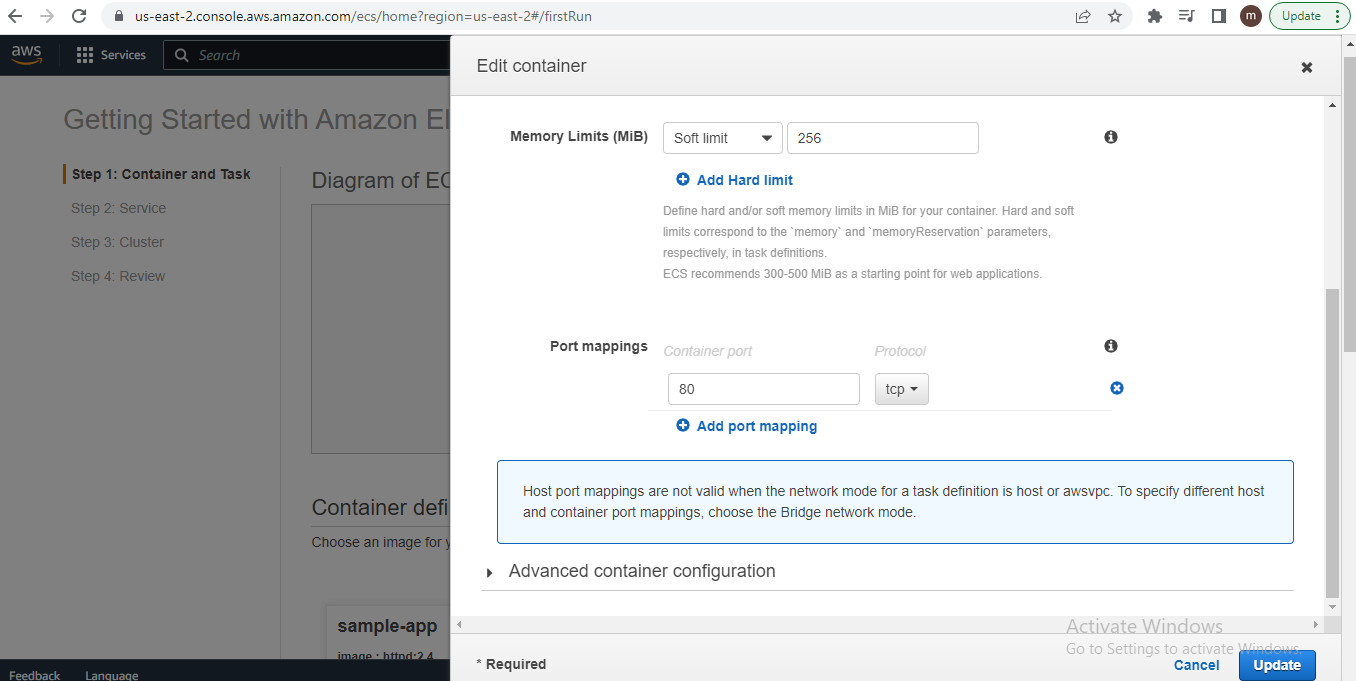 us-east-2.console.aws.amazon.com/ecs/home?region=us-east-2#/firstRun
m
Update
aws
Services
Search
Edit container
Getting Started with Amazon El
Memory Limits (MiB)
Soft limit
256
Add Hard limit
Define hard and/or soft memory limits in MiB for your container. Hard and soft
limits correspond to the `memory` and `memoryReservation` parameters,
respectively, in task definitions.
ECS recommends 300-500 MiB as a starting point for web applications.
Step 1: Container and Task
Step 2: Service
Step 3: Cluster
Step 4: Review
Diagram of EC
Port mappings
Container port
Protocol
80
tcp
Add port mapping
Host port mappings are not valid when the network mode for a task definition is host or awsvpc. To specify different host
and container port mappings, choose the Bridge network mode.
Container defi
Choose an image for y
Advanced container configuration
sample-app
image : httpd:2.4
Activate Windows
Go to Settings to activate Windows.
* Required
Cancel
Update
Feedback
Language